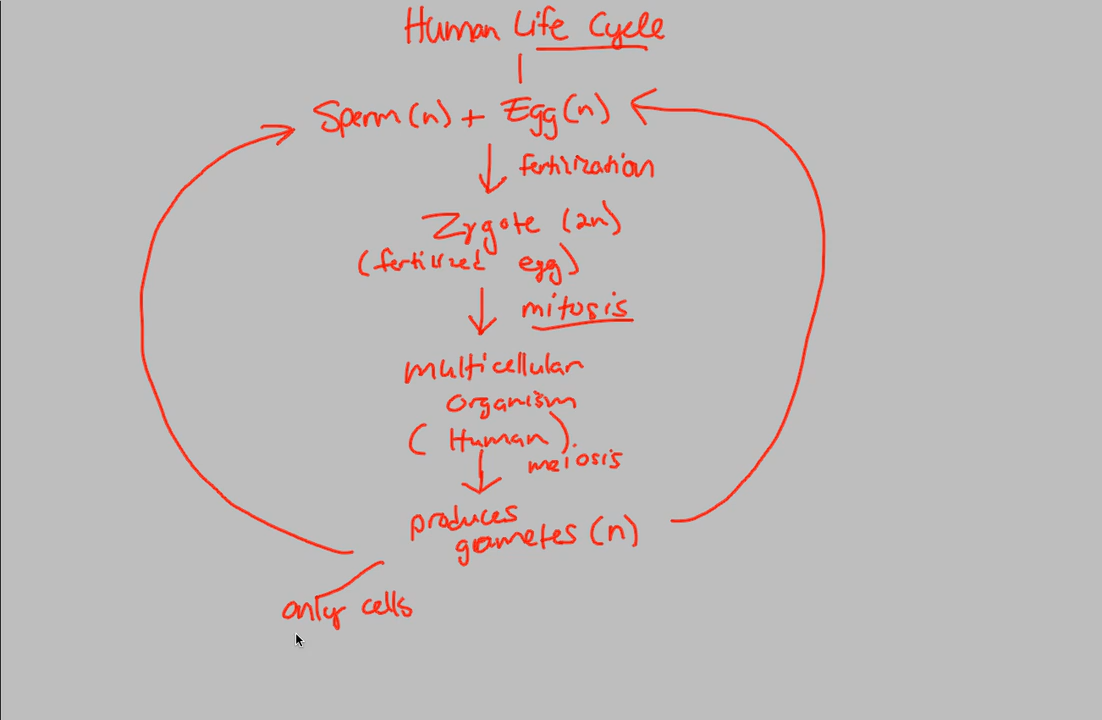 Human Life Cycle
Sperm (n) + Egg (n)
fertilization
Zygote (2n)
(fertilized egg)
mitosis
multicellular
organism
(Human).
meiosis
produces
gametes (n)
only cells